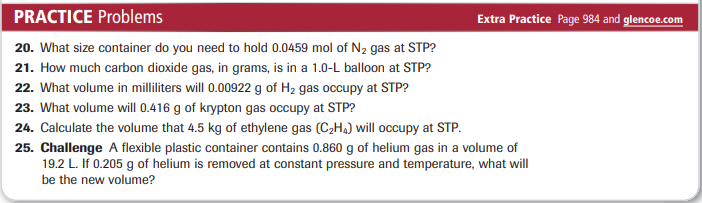 PRACTICE Problems Extra Practice Page 984 and glencoe.com
20. What size container do you need to hold 0.0459 mol of N₂ gas at STP?
21. How much carbon dioxide gas, in grams, is in a 1.0-L balloon at STP?
22. What volume in milliliters will 0.00922 g of H₂ gas occupy at STP?
23. What volume will 0.416 g of krypton gas occupy at STP?
24. Calculate the volume that 4.5 kg of ethylene gas (C₂H₄) will occupy at STP.
25. Challenge A flexible plastic container contains 0.860 g of helium gas in a volume of
19.2 L. If 0.205 g of helium is removed at constant pressure and temperature, what will
be the new volume?